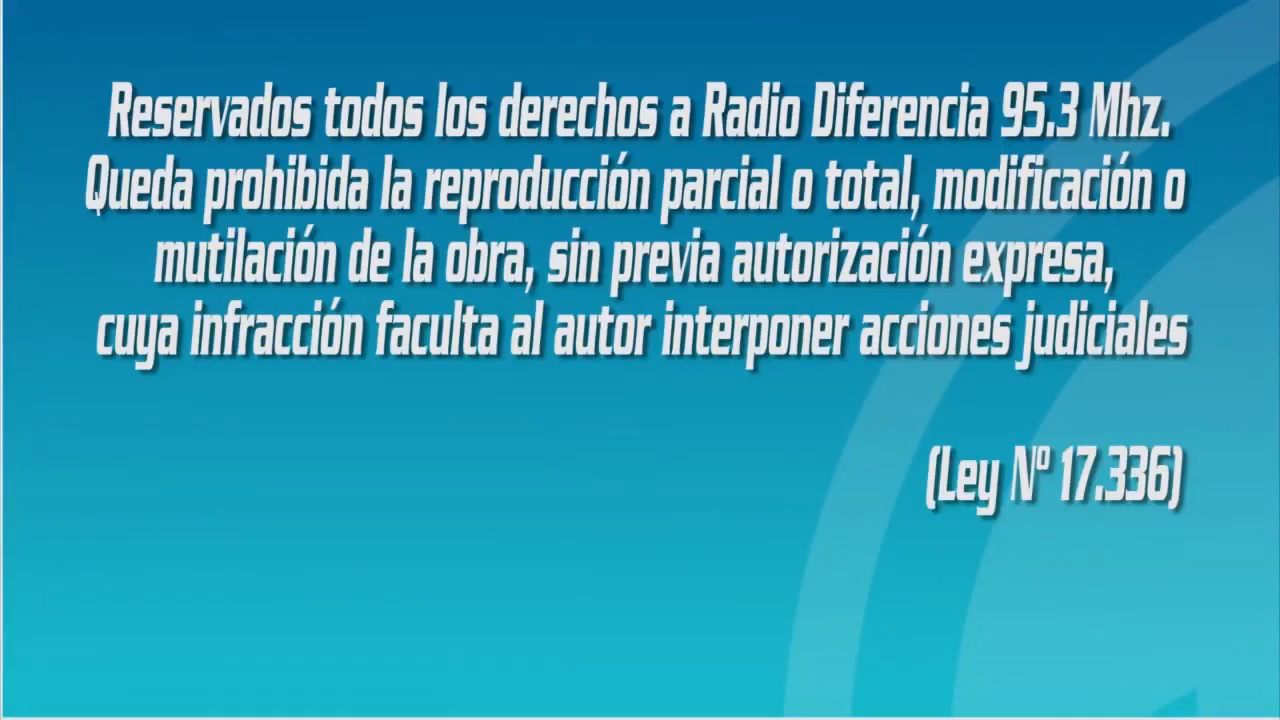 Reservados todos los derechos a Radio Diferencia 95.3 Mhz.
Queda prohibida la reproducción parcial o total, modificación o
mutilación de la obra, sin previa autorización expresa,
cuya infracción faculta al autor interponer acciones judiciales
(Ley Nº 17.336)